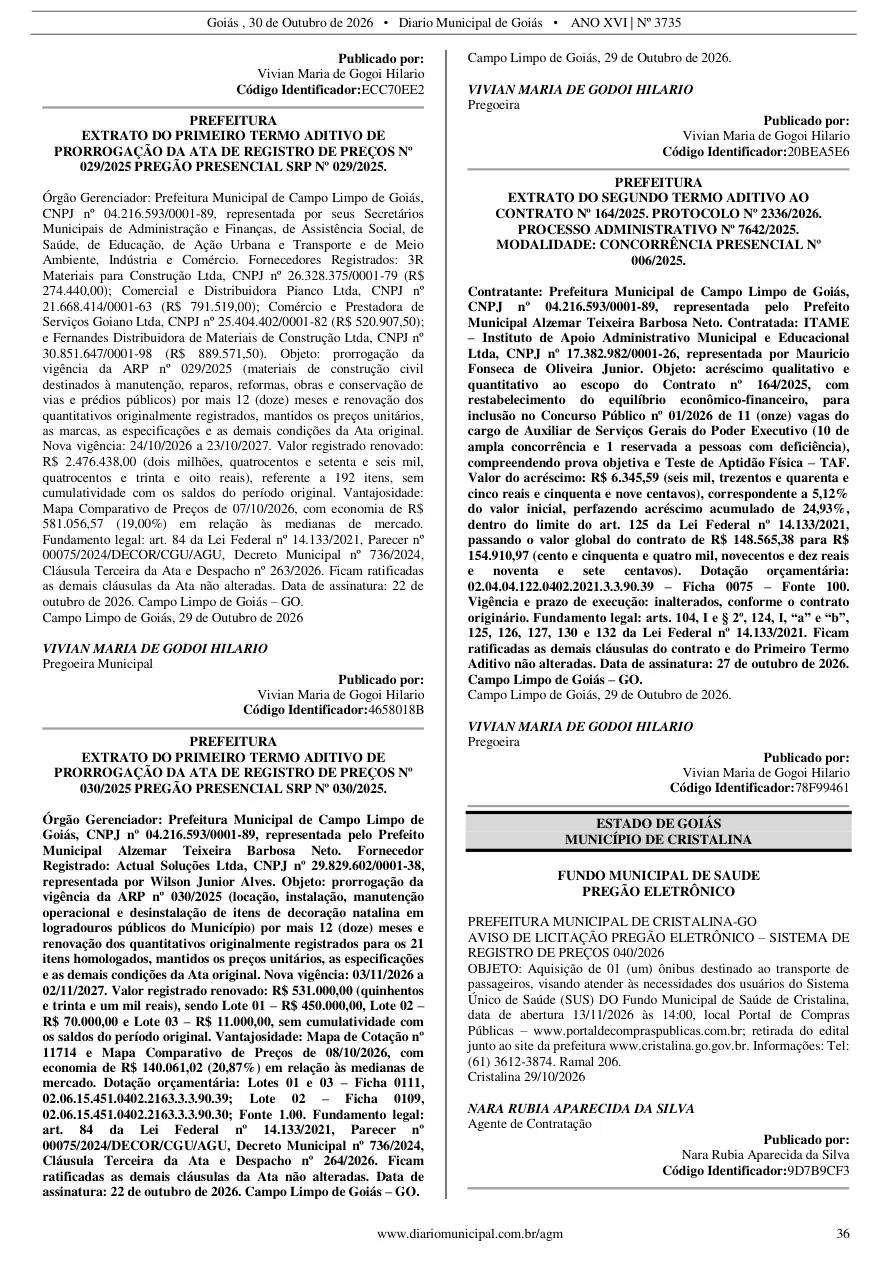 Goiás , 30 de Outubro de 2026 • Diario Municipal de Goiás • ANO XVI | Nº 3735
Publicado por:
Vivian Maria de Gogoi Hilario
Código Identificador:ECC70EE2
PREFEITURA
EXTRATO DO PRIMEIRO TERMO ADITIVO DE
PRORROGAÇÃO DA ATA DE REGISTRO DE PREÇOS Nº
029/2025 PREGÃO PRESENCIAL SRP Nº 029/2025.
Órgão Gerenciador: Prefeitura Municipal de Campo Limpo de Goiás,
CNPJ nº 04.216.593/0001-89, representada por seus Secretários
Municipais de Administração e Finanças, de Assistência Social, de
Saúde, de Educação, de Ação Urbana e Transporte e de Meio
Ambiente, Indústria e Comércio. Fornecedores Registrados: 3R
Materiais para Construção Ltda, CNPJ nº 26.328.375/0001-79 (R$
274.440,00); Comercial e Distribuidora Pianco Ltda, CNPJ nº
21.668.414/0001-63 (R$ 791.519,00); Comércio e Prestadora de
Serviços Goiano Ltda, CNPJ nº 25.404.402/0001-82 (R$ 520.907,50);
e Fernandes Distribuidora de Materiais de Construção Ltda, CNPJ nº
30.851.647/0001-98 (R$ 889.571,50). Objeto: prorrogação da
vigência da ARP nº 029/2025 (materiais de construção civil
destinados à manutenção, reparos, reformas, obras e conservação de
vias e prédios públicos) por mais 12 (doze) meses e renovação dos
quantitativos originalmente registrados, mantidos os preços unitários,
as marcas, as especificações e as demais condições da Ata original.
Nova vigência: 24/10/2026 a 23/10/2027. Valor registrado renovado:
R$ 2.476.438,00 (dois milhões, quatrocentos e setenta e seis mil,
quatrocentos e trinta e oito reais), referente a 192 itens, sem
cumulatividade com os saldos do período original. Vantajosidade:
Mapa Comparativo de Preços de 07/10/2026, com economia de R$
581.056,57 (19,00%) em relação às medianas de mercado.
Fundamento legal: art. 84 da Lei Federal nº 14.133/2021, Parecer nº
00075/2024/DECOR/CGU/AGU, Decreto Municipal nº 736/2024,
Cláusula Terceira da Ata e Despacho nº 263/2026. Ficam ratificadas
as demais cláusulas da Ata não alteradas. Data de assinatura: 22 de
outubro de 2026. Campo Limpo de Goiás – GO.
Campo Limpo de Goiás, 29 de Outubro de 2026
VIVIAN MARIA DE GODOI HILARIO
Pregoeira Municipal
Publicado por:
Vivian Maria de Gogoi Hilario
Código Identificador:4658018B
PREFEITURA
EXTRATO DO PRIMEIRO TERMO ADITIVO DE
PRORROGAÇÃO DA ATA DE REGISTRO DE PREÇOS Nº
030/2025 PREGÃO PRESENCIAL SRP Nº 030/2025.
Órgão Gerenciador: Prefeitura Municipal de Campo Limpo de
Goiás, CNPJ nº 04.216.593/0001-89, representada pelo Prefeito
Municipal Alzemar Teixeira Barbosa Neto. Fornecedor
Registrado: Actual Soluções Ltda, CNPJ nº 29.829.602/0001-38,
representada por Wilson Junior Alves. Objeto: prorrogação da
vigência da ARP nº 030/2025 (locação, instalação, manutenção
operacional e desinstalação de itens de decoração natalina em
logradouros públicos do Município) por mais 12 (doze) meses e
renovação dos quantitativos originalmente registrados para os 21
itens homologados, mantidos os preços unitários, as especificações
e as demais condições da Ata original. Nova vigência: 03/11/2026 a
02/11/2027. Valor registrado renovado: R$ 531.000,00 (quinhentos
e trinta e um mil reais), sendo Lote 01 – R$ 450.000,00, Lote 02 –
R$ 70.000,00 e Lote 03 – R$ 11.000,00, sem cumulatividade com
os saldos do período original. Vantajosidade: Mapa de Cotação nº
11714 e Mapa Comparativo de Preços de 08/10/2026, com
economia de R$ 140.061,02 (20,87%) em relação às medianas de
mercado. Dotação orçamentária: Lotes 01 e 03 – Ficha 0111,
02.06.15.451.0402.2163.3.3.90.39; Lote 02 – Ficha 0109,
02.06.15.451.0402.2163.3.3.90.30; Fonte 1.00. Fundamento legal:
art. 84 da Lei Federal nº 14.133/2021, Parecer nº
00075/2024/DECOR/CGU/AGU, Decreto Municipal nº 736/2024,
Cláusula Terceira da Ata e Despacho nº 264/2026. Ficam
ratificadas as demais cláusulas da Ata não alteradas. Data de
assinatura: 22 de outubro de 2026. Campo Limpo de Goiás – GO.
Campo Limpo de Goiás, 29 de Outubro de 2026.
VIVIAN MARIA DE GODOI HILARIO
Pregoeira
Publicado por:
Vivian Maria de Gogoi Hilario
Código Identificador:20BEA5E6
PREFEITURA
EXTRATO DO SEGUNDO TERMO ADITIVO AO
CONTRATO Nº 164/2025. PROTOCOLO Nº 2336/2026.
PROCESSO ADMINISTRATIVO Nº 7642/2025.
MODALIDADE: CONCORRÊNCIA PRESENCIAL Nº
006/2025.
Contratante: Prefeitura Municipal de Campo Limpo de Goiás,
CNPJ nº 04.216.593/0001-89, representada pelo Prefeito
Municipal Alzemar Teixeira Barbosa Neto. Contratada: ITAME
– Instituto de Apoio Administrativo Municipal e Educacional
Ltda, CNPJ nº 17.382.982/0001-26, representada por Mauricio
Fonseca de Oliveira Junior. Objeto: acréscimo qualitativo e
quantitativo ao escopo do Contrato nº 164/2025, com
restabelecimento do equilíbrio econômico-financeiro, para
inclusão no Concurso Público nº 01/2026 de 11 (onze) vagas do
cargo de Auxiliar de Serviços Gerais do Poder Executivo (10 de
ampla concorrência e 1 reservada a pessoas com deficiência),
compreendendo prova objetiva e Teste de Aptidão Física – TAF.
Valor do acréscimo: R$ 6.345,59 (seis mil, trezentos e quarenta e
cinco reais e cinquenta e nove centavos), correspondente a 5,12%
do valor inicial, perfazendo acréscimo acumulado de 24,93%,
dentro do limite do art. 125 da Lei Federal nº 14.133/2021,
passando o valor global do contrato de R$ 148.565,38 para R$
154.910,97 (cento e cinquenta e quatro mil, novecentos e dez reais
e noventa e sete centavos). Dotação orçamentária:
02.04.04.122.0402.2021.3.3.90.39 – Ficha 0075 – Fonte 100.
Vigência e prazo de execução: inalterados, conforme o contrato
originário. Fundamento legal: arts. 104, I e § 2º, 124, I, “a” e “b”,
125, 126, 127, 130 e 132 da Lei Federal nº 14.133/2021. Ficam
ratificadas as demais cláusulas do contrato e do Primeiro Termo
Aditivo não alteradas. Data de assinatura: 27 de outubro de 2026.
Campo Limpo de Goiás – GO.
Campo Limpo de Goiás, 29 de Outubro de 2026.
VIVIAN MARIA DE GODOI HILARIO
Pregoeira
Publicado por:
Vivian Maria de Gogoi Hilario
Código Identificador:78F99461
ESTADO DE GOIÁS
MUNICÍPIO DE CRISTALINA
FUNDO MUNICIPAL DE SAUDE
PREGÃO ELETRÔNICO
PREFEITURA MUNICIPAL DE CRISTALINA-GO
AVISO DE LICITAÇÃO PREGÃO ELETRÔNICO – SISTEMA DE
REGISTRO DE PREÇOS 040/2026
OBJETO: Aquisição de 01 (um) ônibus destinado ao transporte de
passageiros, visando atender às necessidades dos usuários do Sistema
Único de Saúde (SUS) DO Fundo Municipal de Saúde de Cristalina,
data de abertura 13/11/2026 às 14:00, local Portal de Compras
Públicas – www.portaldecompraspublicas.com.br; retirada do edital
junto ao site da prefeitura www.cristalina.go.gov.br. Informações: Tel:
(61) 3612-3874. Ramal 206.
Cristalina 29/10/2026
NARA RUBIA APARECIDA DA SILVA
Agente de Contratação
Publicado por:
Nara Rubia Aparecida da Silva
Código Identificador:9D7B9CF3
www.diariomunicipal.com.br/agm 36